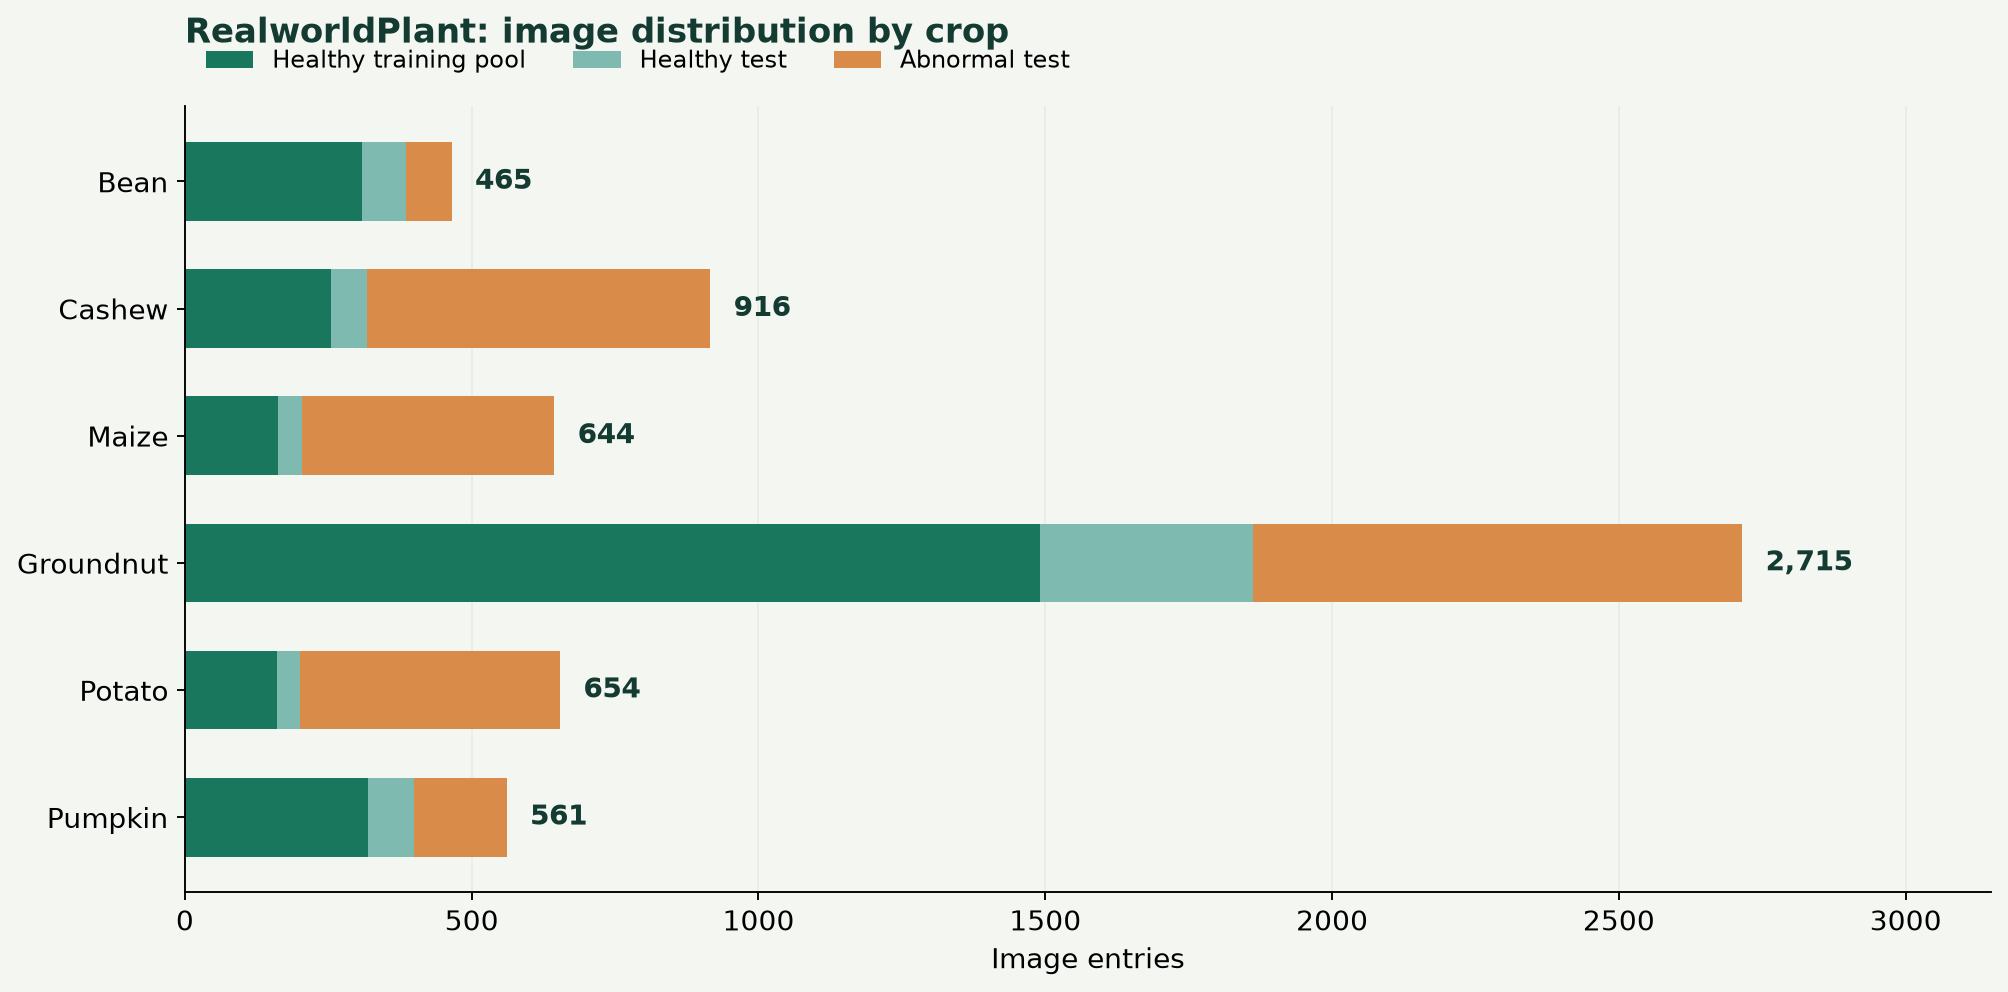 RealworldPlant: image distribution by crop
Healthy training pool Healthy test Abnormal test
Bean 465
Cashew 916
Maize 644
Groundnut 2,715
Potato 654
Pumpkin 561
0 500 1000 1500 2000 2500 3000
Image entries